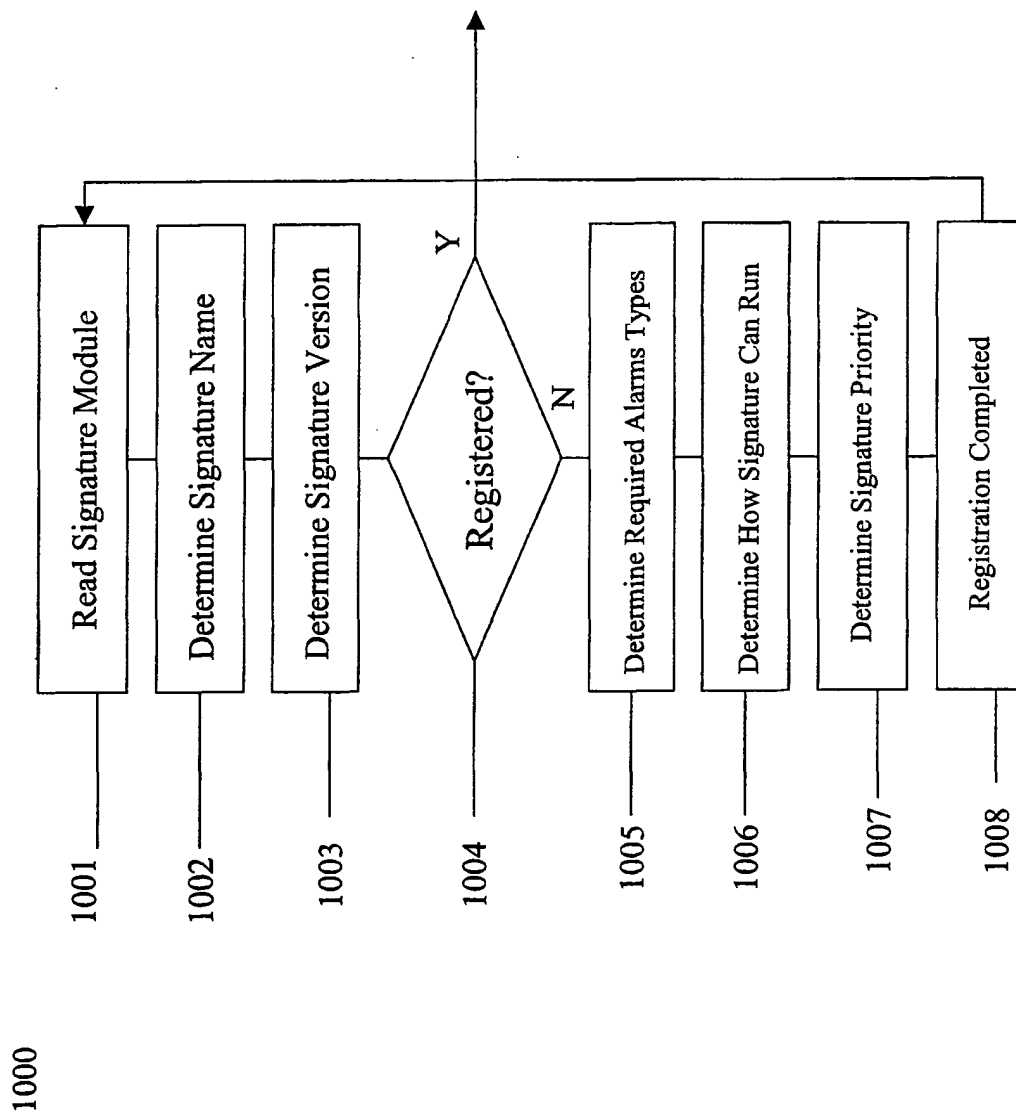 1000
1001
Read Signature Module
1002
Determine Signature Name
1003
Determine Signature Version
1004
Registered?
Y
N
1005
Determine Required Alarms Types
1006
Determine How Signature Can Run
1007
Determine Signature Priority
1008
Registration Completed